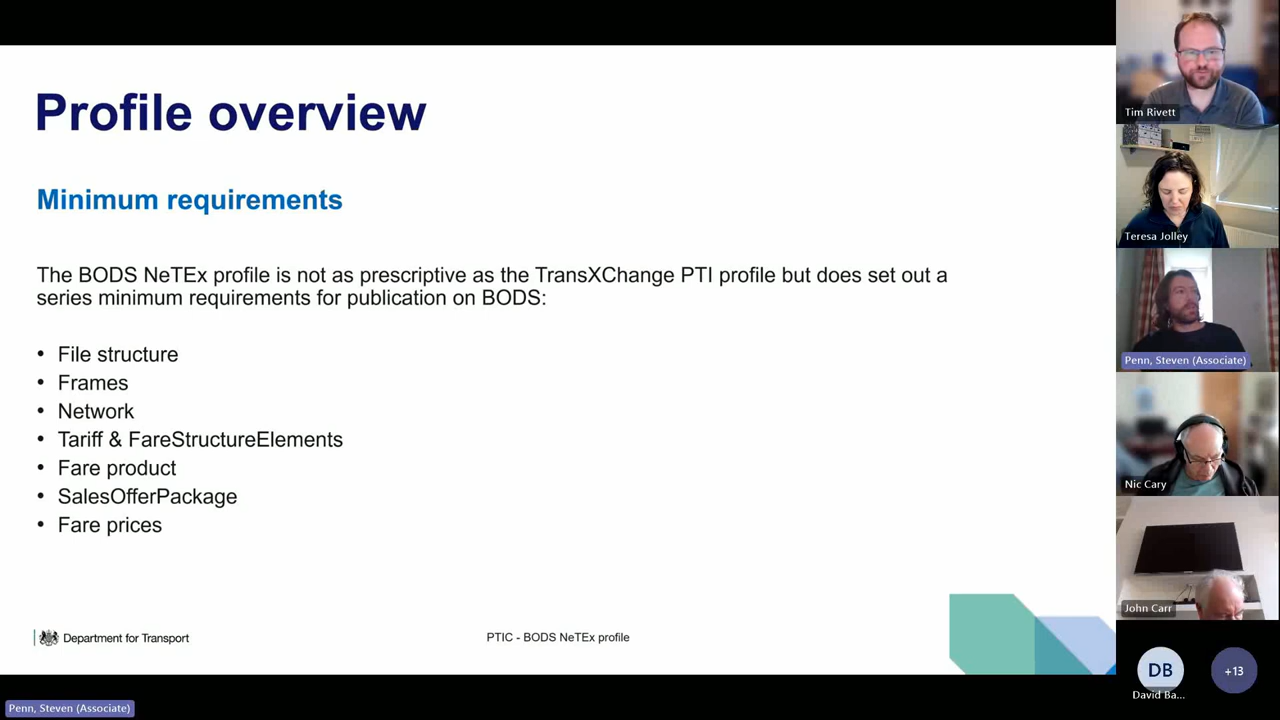 Profile overview
Minimum requirements
The BODS NeTEx profile is not as prescriptive as the TransXChange PTI profile but does set out a
series minimum requirements for publication on BODS:
• File structure
• Frames
• Network
• Tariff & FareStructureElements
• Fare product
• SalesOfferPackage
• Fare prices
Department for Transport
PTIC - BODS NeTEx profile
Penn, Steven (Associate)
Tim Rivett
Teresa Jolley
Penn, Steven (Associate)
Nic Cary
John Carr
DB
David Ba...
+13